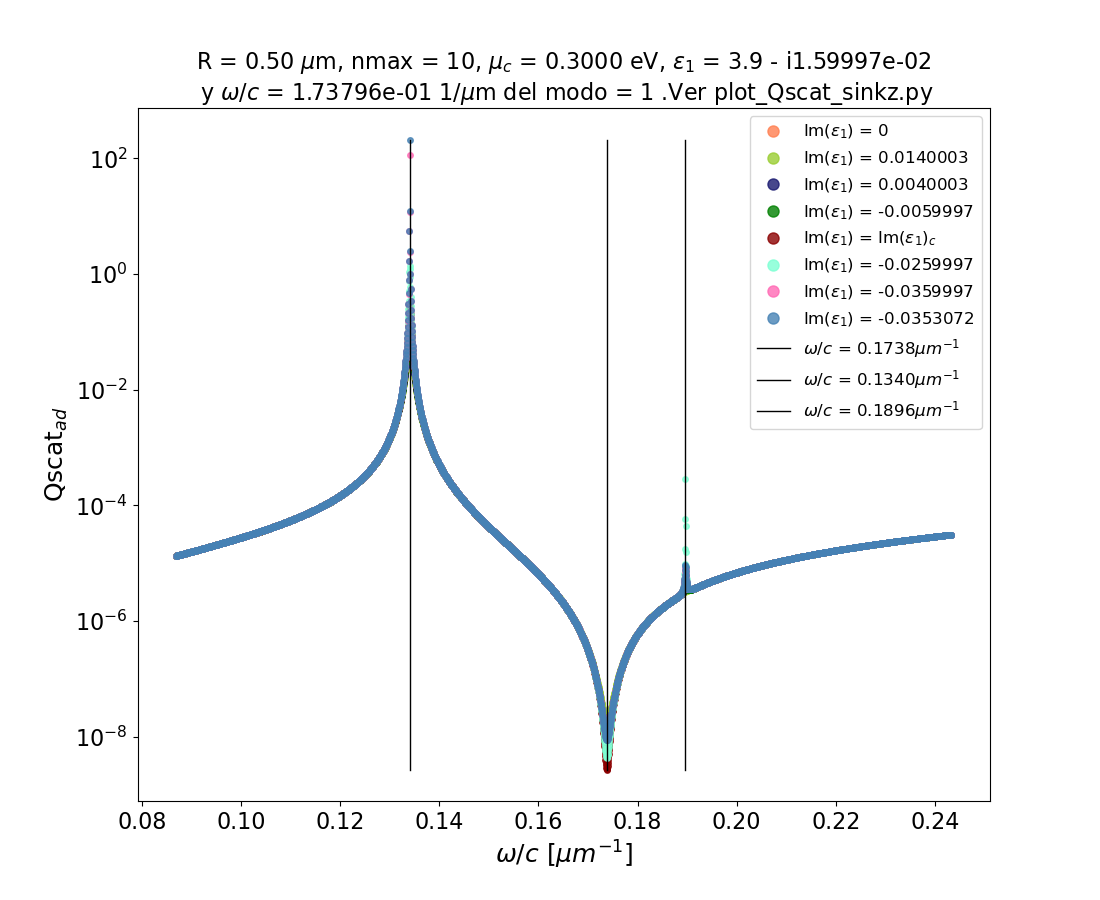 R = 0.50 μm, nmax = 10, μc = 0.3000 eV, ε1 = 3.9 - i1.59997e-02
y ω/c = 1.73796e-01 1/μm del modo = 1 .Ver plot_Qscat_sinkz.py
Im(ε1) = 0
Im(ε1) = 0.0140003
Im(ε1) = 0.0040003
Im(ε1) = -0.0059997
Im(ε1) = Im(ε1)c
Im(ε1) = -0.0259997
Im(ε1) = -0.0359997
Im(ε1) = -0.0353072
ω/c = 0.1738μm⁻¹
ω/c = 0.1340μm⁻¹
ω/c = 0.1896μm⁻¹
Qscat_ad
10²
10⁰
10⁻²
10⁻⁴
10⁻⁶
10⁻⁸
0.08 0.10 0.12 0.14 0.16 0.18 0.20 0.22 0.24
ω/c [μm⁻¹]